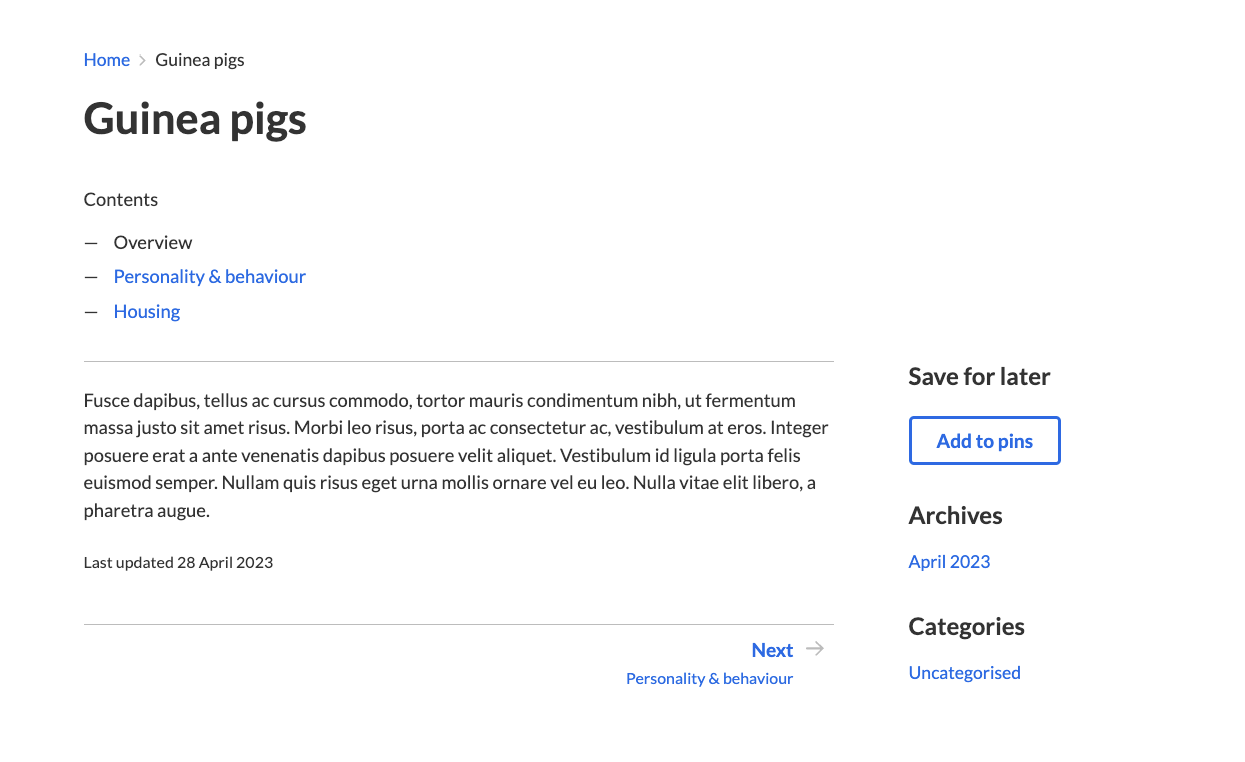 Home > Guinea pigs
Guinea pigs
Contents
— Overview
— Personality & behaviour
— Housing
Fusce dapibus, tellus ac cursus commodo, tortor mauris condimentum nibh, ut fermentum
massa justo sit amet risus. Morbi leo risus, porta ac consectetur ac, vestibulum at eros. Integer
posuere erat a ante venenatis dapibus posuere velit aliquet. Vestibulum id ligula porta felis
euismod semper. Nullam quis risus eget urna mollis ornare vel eu leo. Nulla vitae elit libero, a
pharetra augue.
Last updated 28 April 2023
Next →
Personality & behaviour
Save for later
Add to pins
Archives
April 2023
Categories
Uncategorised